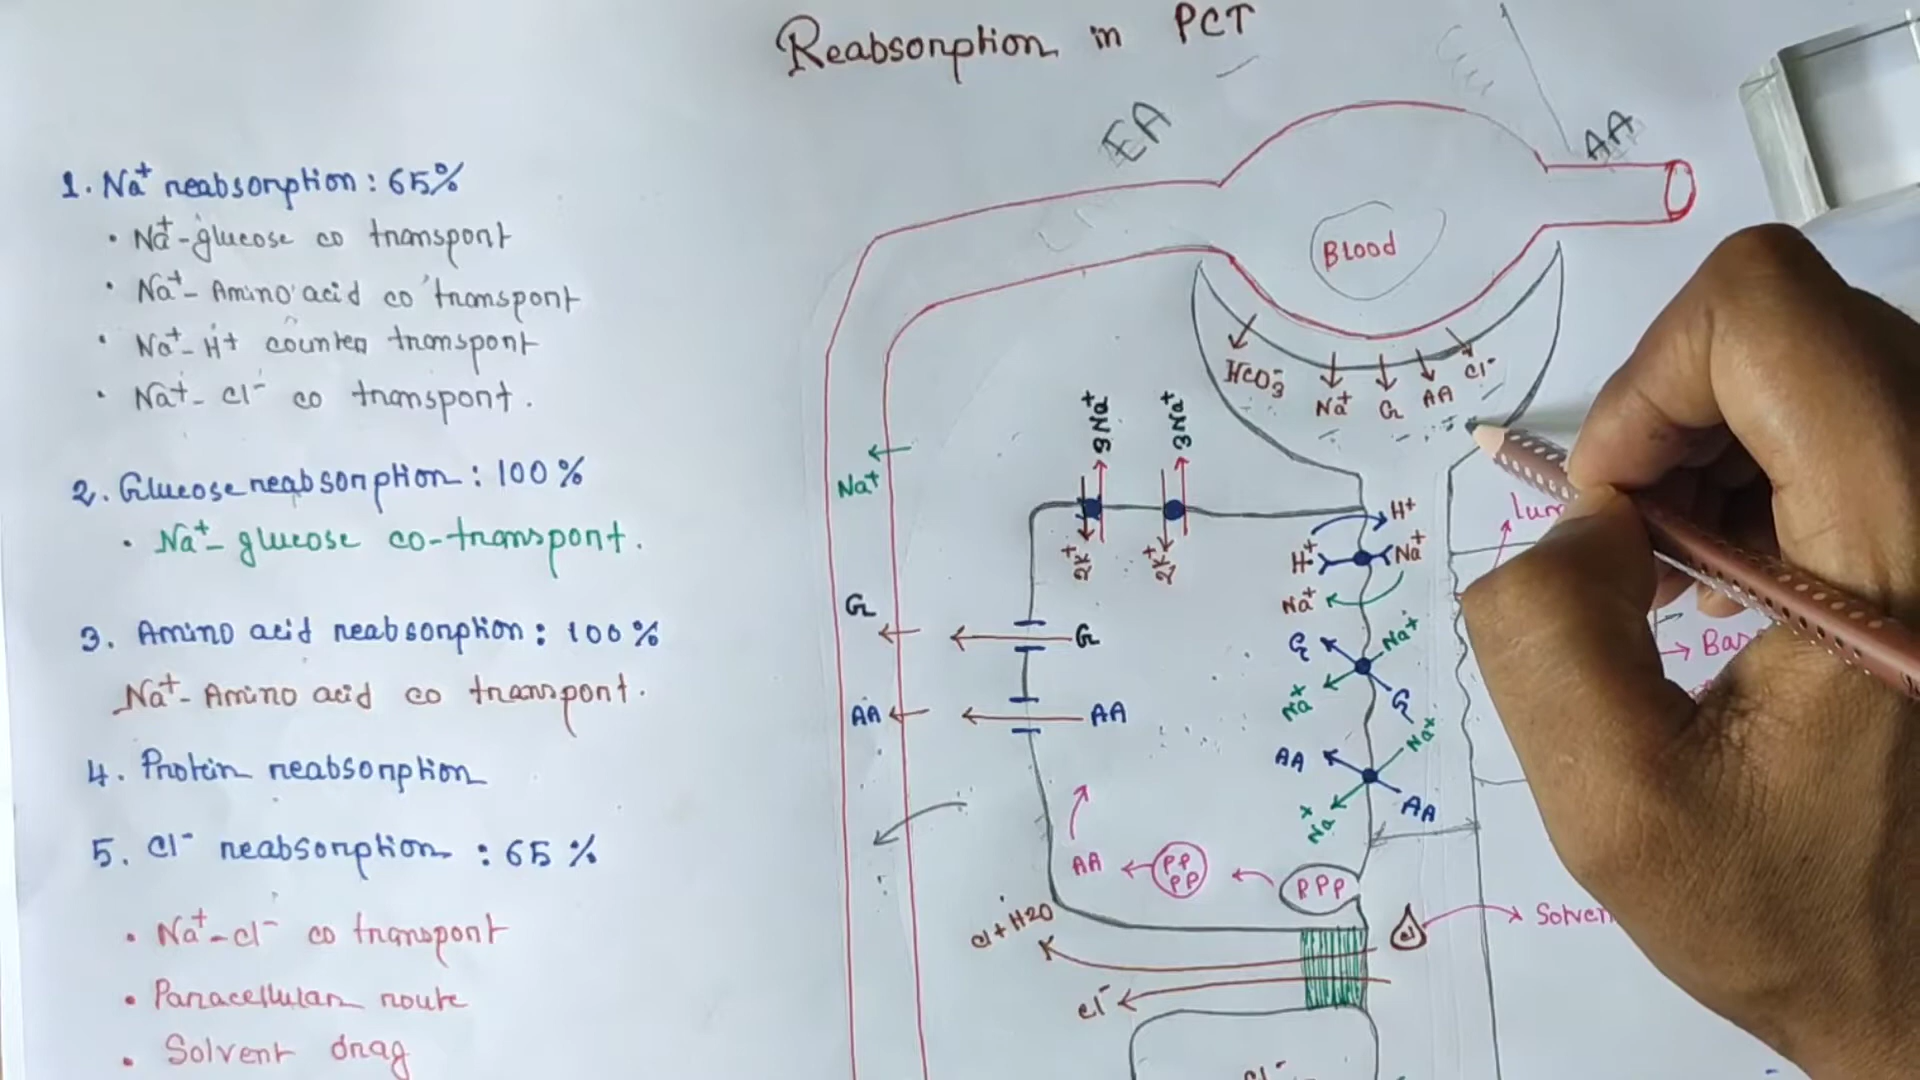 Reabsorption in PCT
1. Na+ reabsorption : 65%
• Na+-glucose co transport
• Na+- Amino acid co transport
• Na+- H+ counter transport
• Na+- cl- co transport.
2. Glucose reabsorption : 100%
• Na+- glucose co-transport.
3. Amino acid reabsorption : 100%
Na+- Amino acid co transport.
4. Protein reabsorption
5. cl- reabsorption : 65%
• Na+-cl- co transport
• Paracellular route
• Solvent drag
EA
AA
Blood
HCO3-
Na+
G
AA
cl-
3Na+
3Na+
2K+
2K+
Na+
H+
H+
Na+
Na+
G
G
G
Na+
Na+
G
AA
AA
AA
Na+
Na+
AA
AA
PP
PP
PPP
cl + H2O
cl
cl-
cl-